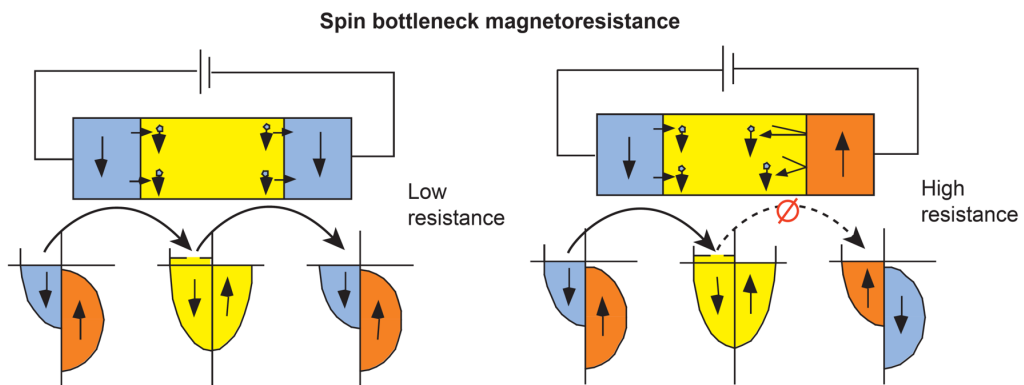 Spin bottleneck magnetoresistance
Low
resistance
High
resistance